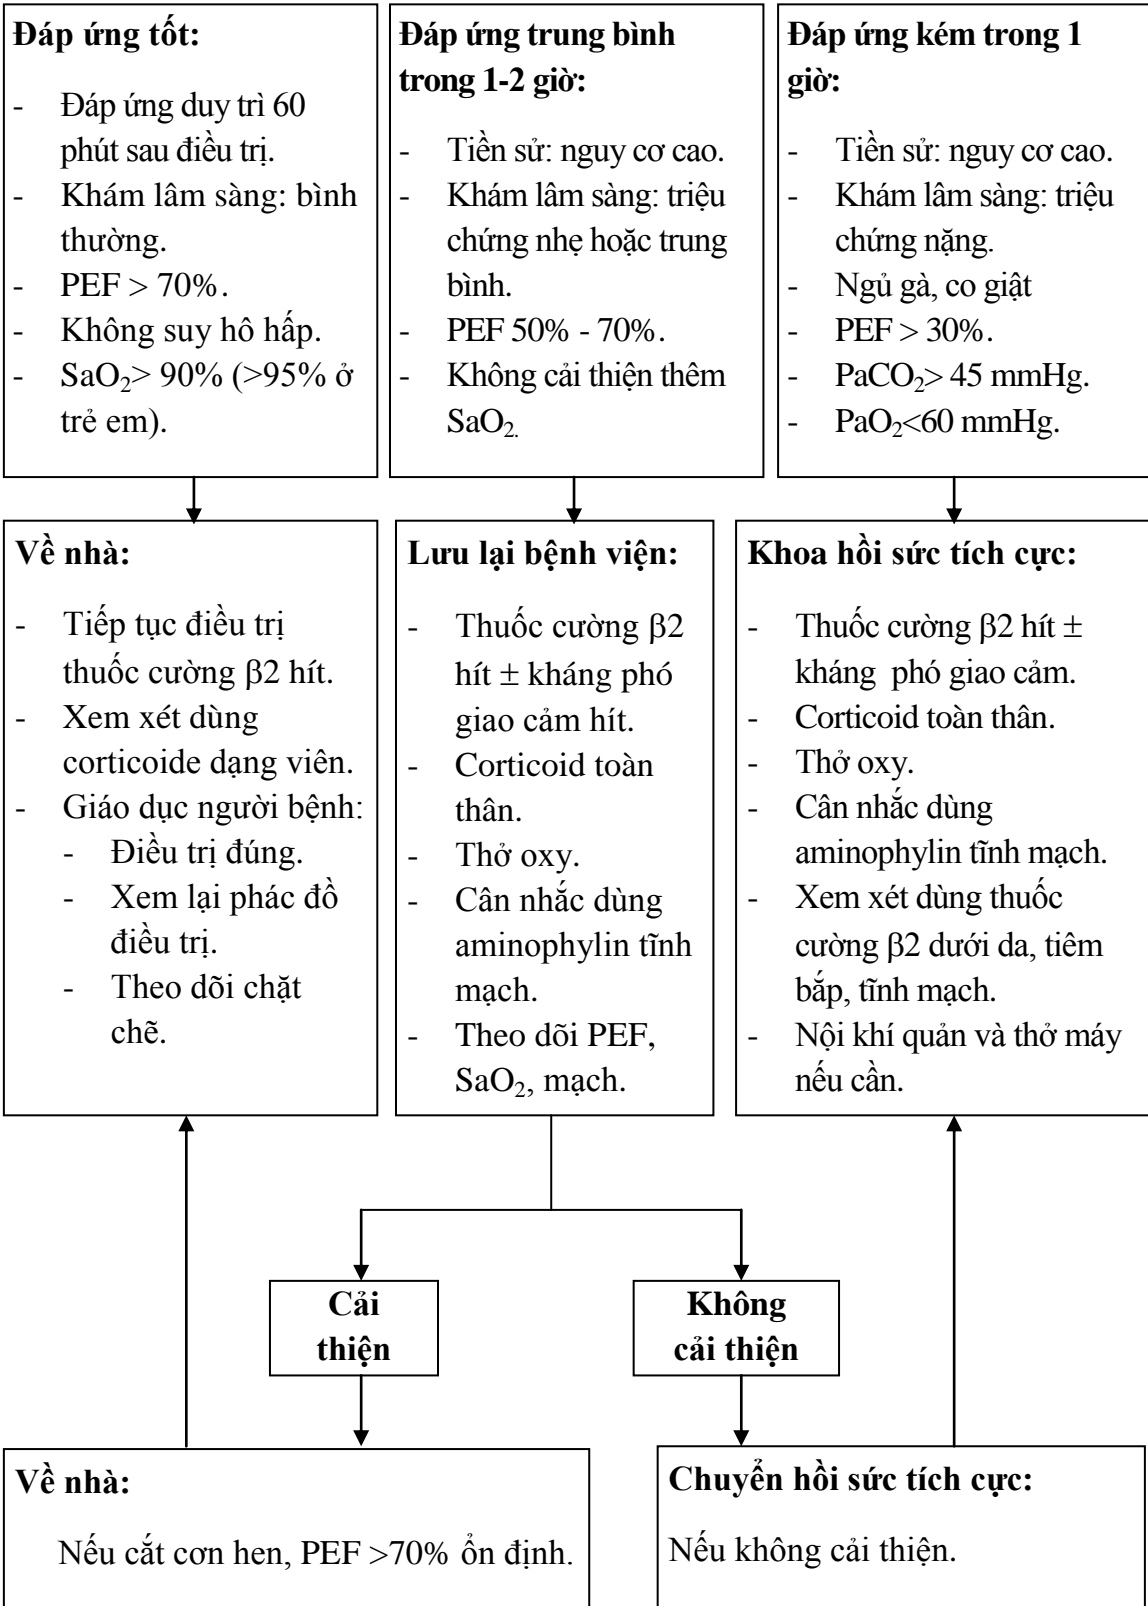 Đáp ứng tốt:
- Đáp ứng duy trì 60
phút sau điều trị.
- Khám lâm sàng: bình
thường.
- PEF > 70%.
- Không suy hô hấp.
- SaO₂> 90% (>95% ở
trẻ em).
Đáp ứng trung bình
trong 1-2 giờ:
- Tiền sử: nguy cơ cao.
- Khám lâm sàng: triệu
chứng nhẹ hoặc trung
bình.
- PEF 50% - 70%.
- Không cải thiện thêm
SaO₂.
Đáp ứng kém trong 1
giờ:
- Tiền sử: nguy cơ cao.
- Khám lâm sàng: triệu
chứng nặng.
- Ngủ gà, co giật
- PEF > 30%.
- PaCO₂> 45 mmHg.
- PaO₂<60 mmHg.
Về nhà:
- Tiếp tục điều trị
thuốc cường β2 hít.
- Xem xét dùng
corticoide dạng viên.
- Giáo dục người bệnh:
- Điều trị đúng.
- Xem lại phác đồ
điều trị.
- Theo dõi chặt
chẽ.
Lưu lại bệnh viện:
- Thuốc cường β2
hít ± kháng phó
giao cảm hít.
- Corticoid toàn
thân.
- Thở oxy.
- Cân nhắc dùng
aminophylin tĩnh
mạch.
- Theo dõi PEF,
SaO₂, mạch.
Khoa hồi sức tích cực:
- Thuốc cường β2 hít ±
kháng phó giao cảm.
- Corticoid toàn thân.
- Thở oxy.
- Cân nhắc dùng
aminophylin tĩnh mạch.
- Xem xét dùng thuốc
cường β2 dưới da, tiêm
bắp, tĩnh mạch.
- Nội khí quản và thở máy
nếu cần.
Cải
thiện
Không
cải thiện
Về nhà:
Nếu cắt cơn hen, PEF >70% ổn định.
Chuyển hồi sức tích cực:
Nếu không cải thiện.